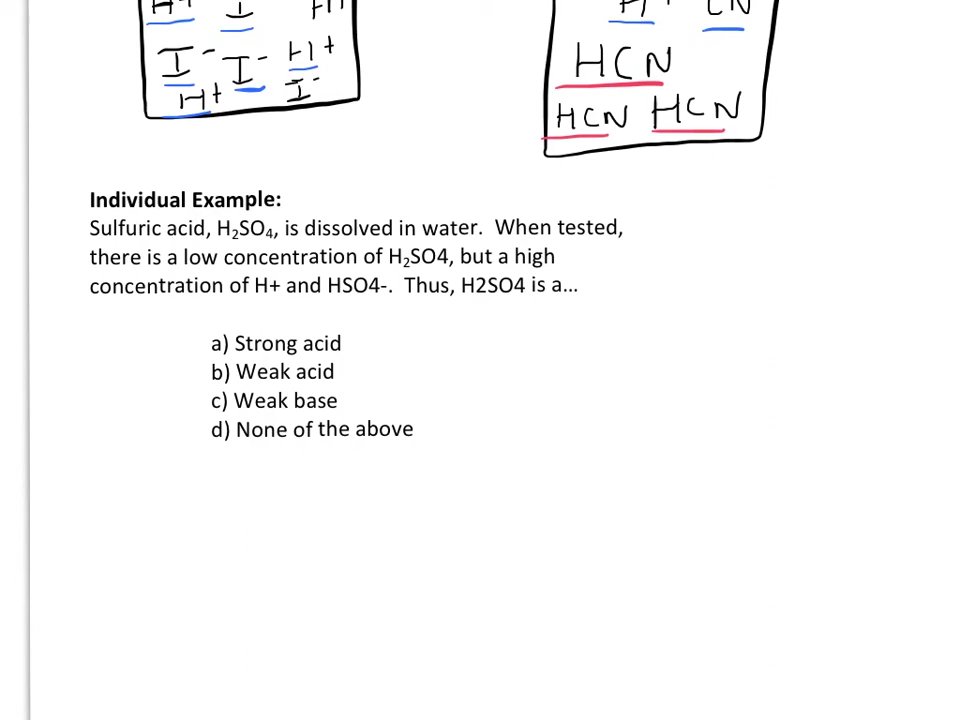 H+ I H+
H+ CN
I- I- H+
H+ I-
HCN
HCN HCN
Individual Example:
Sulfuric acid, H₂SO₄, is dissolved in water. When tested,
there is a low concentration of H₂SO4, but a high
concentration of H+ and HSO4-. Thus, H2SO4 is a...
a) Strong acid
b) Weak acid
c) Weak base
d) None of the above